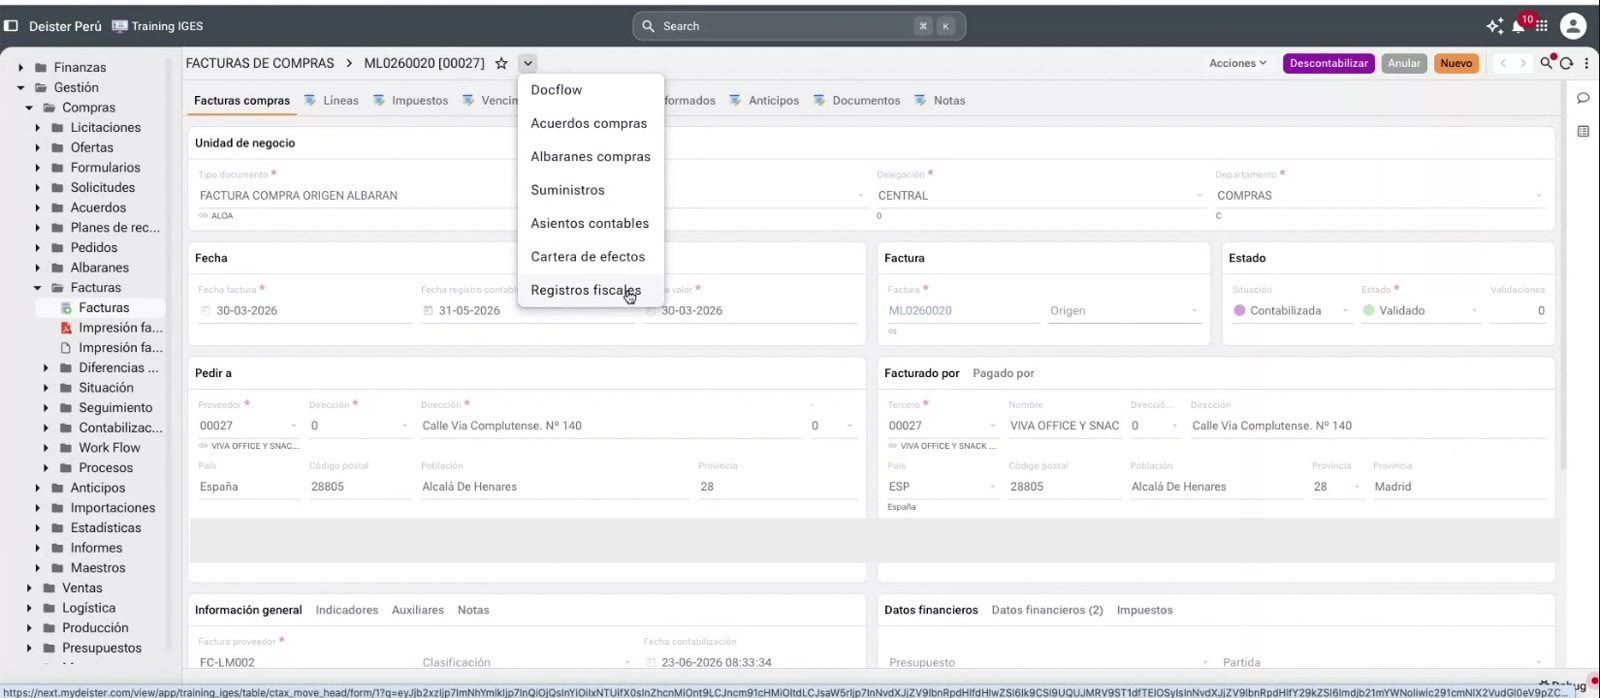 Deister Perú Training IGES Search ⌘ K 10
Finanzas
Gestión
Compras
Licitaciones
Ofertas
Formularios
Solicitudes
Acuerdos
Planes de rec...
Pedidos
Albaranes
Facturas
Facturas
Impresión fa...
Impresión fa...
Diferencias ...
Situación
Seguimiento
Contabilizac...
Work Flow
Procesos
Anticipos
Importaciones
Estadísticas
Informes
Maestros
Ventas
Logística
Producción
Presupuestos
FACTURAS DE COMPRAS > ML0260020 [00027] Acciones Descontabilizar Anular Nuevo
Facturas compras Líneas Impuestos Vencim formados Anticipos Documentos Notas
Docflow
Acuerdos compras
Albaranes compras
Suministros
Asientos contables
Cartera de efectos
Registros fiscales
Unidad de negocio
Tipo documento * Delegación * Departamento *
FACTURA COMPRA ORIGEN ALBARAN CENTRAL COMPRAS
ALOA 0 C
Fecha
Fecha factura * Fecha registro contable valor *
30-03-2026 31-05-2026 30-03-2026
Factura
Factura *
ML0260020 Origen
Estado
Situación Estado * Validaciones
Contabilizada Validado 0
Pedir a
Proveedor * Dirección * Dirección *
00027 0 Calle Vía Complutense. Nº 140 0
VIVA OFFICE Y SNAC...
País Código postal Población Provincia
España 28805 Alcalá De Henares 28
Facturado por Pagado por
Tercero * Nombre Direcció... Dirección
00027 VIVA OFFICE Y SNAC 0 Calle Vía Complutense. Nº 140
VIVA OFFICE Y SNACK ...
País Código postal Población Provincia Provincia
ESP 28805 Alcalá De Henares 28 Madrid
España
Información general Indicadores Auxiliares Notas
Factura proveedor * Fecha contabilización
FC-LM002 Clasificación 23-06-2026 08:33:34
Datos financieros Datos financieros (2) Impuestos
Presupuesto Partida